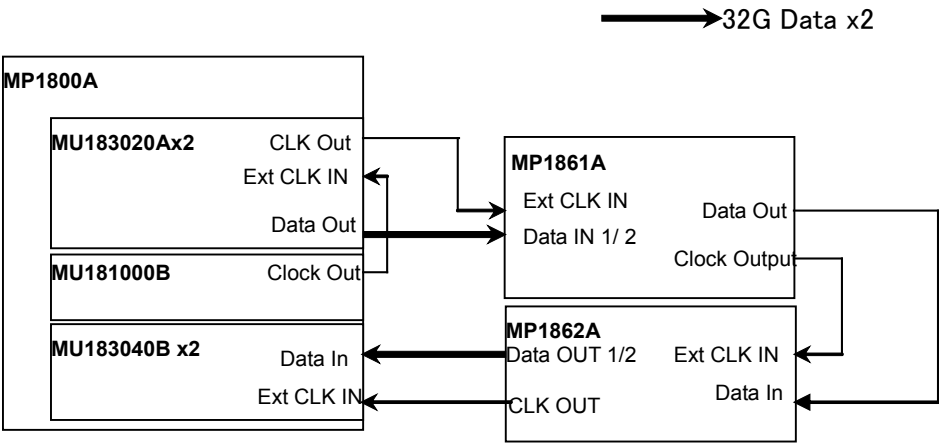 32G Data x2
MP1800A
MU183020Ax2
CLK Out
Ext CLK IN
Data Out
MU181000B
Clock Out
MU183040B x2
Data In
Ext CLK IN
MP1861A
Ext CLK IN
Data IN 1/ 2
Data Out
Clock Output
MP1862A
Data OUT 1/2
Ext CLK IN
CLK OUT
Data In